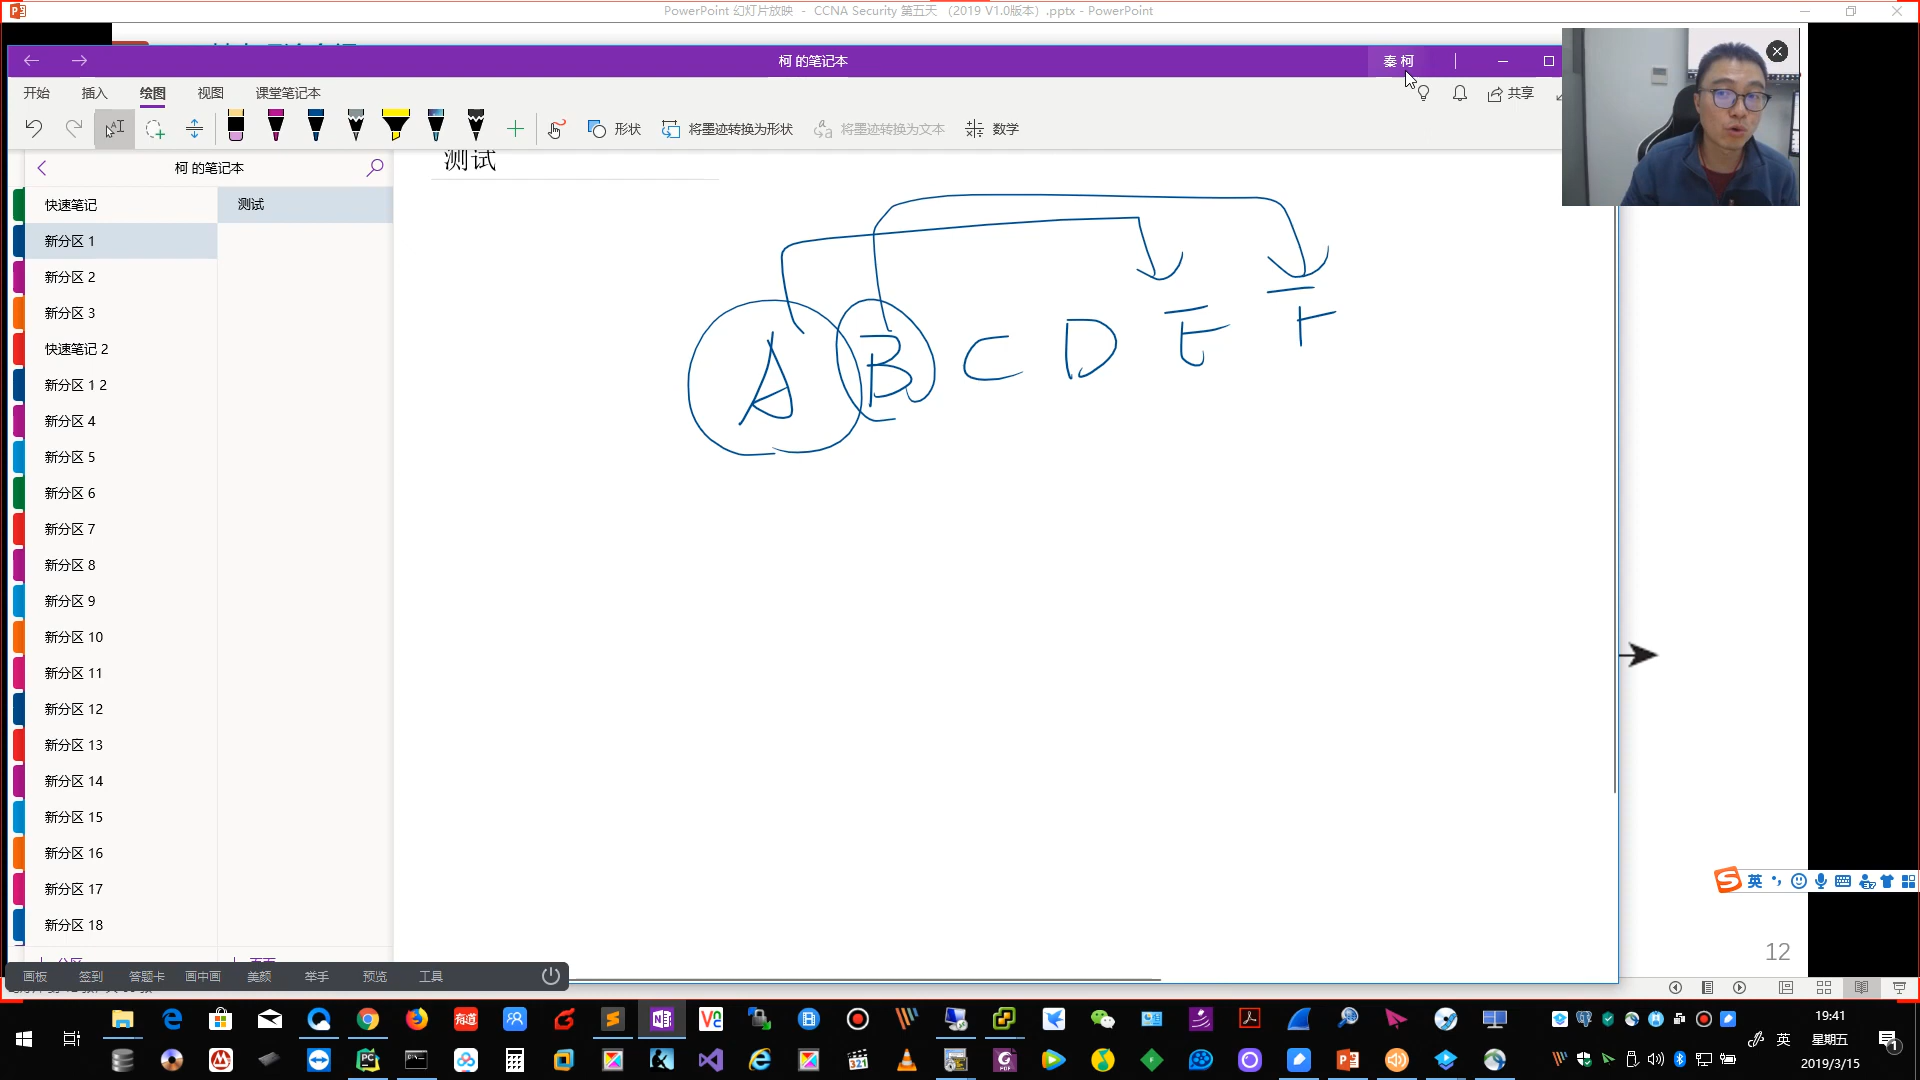 PowerPoint 幻灯片放映 - CCNA Security 第五天 （2019 V1.0版本）.pptx - PowerPoint
柯 的笔记本
秦 柯
开始 插入 绘图 视图 课堂笔记本
共享
形状 将墨迹转换为形状 将墨迹转换为文本 数学
柯 的笔记本
测试
快速笔记
测试
新分区 1
新分区 2
新分区 3
快速笔记 2
新分区 1 2
新分区 4
新分区 5
新分区 6
新分区 7
新分区 8
新分区 9
新分区 10
新分区 11
新分区 12
新分区 13
新分区 14
新分区 15
新分区 16
新分区 17
新分区 18
A B C D E F
英
12
画板 签到 答题卡 画中画 美颜 举手 预览 工具
有道
19:41
英 星期五
2019/3/15